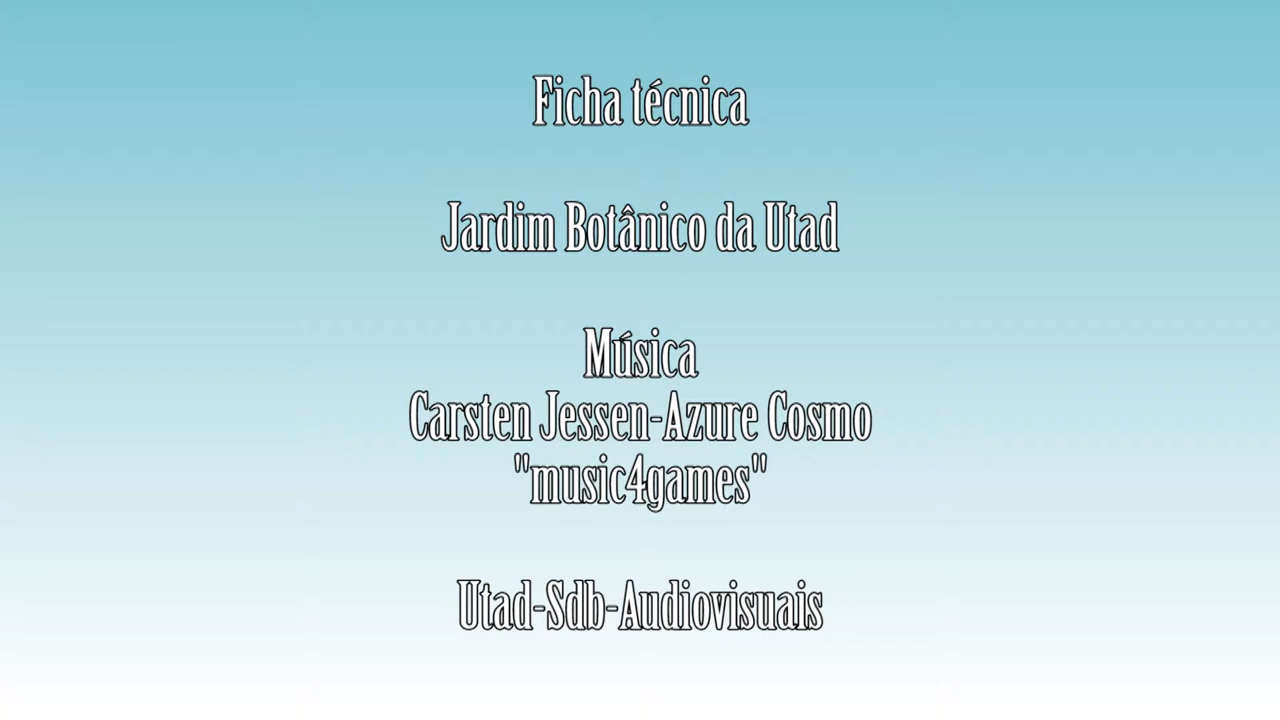 Ficha técnica
Jardim Botânico da Utad
Música
Carsten Jessen-Azure Cosmo
"music4games"
Utad-Sdb-Audiovisuais